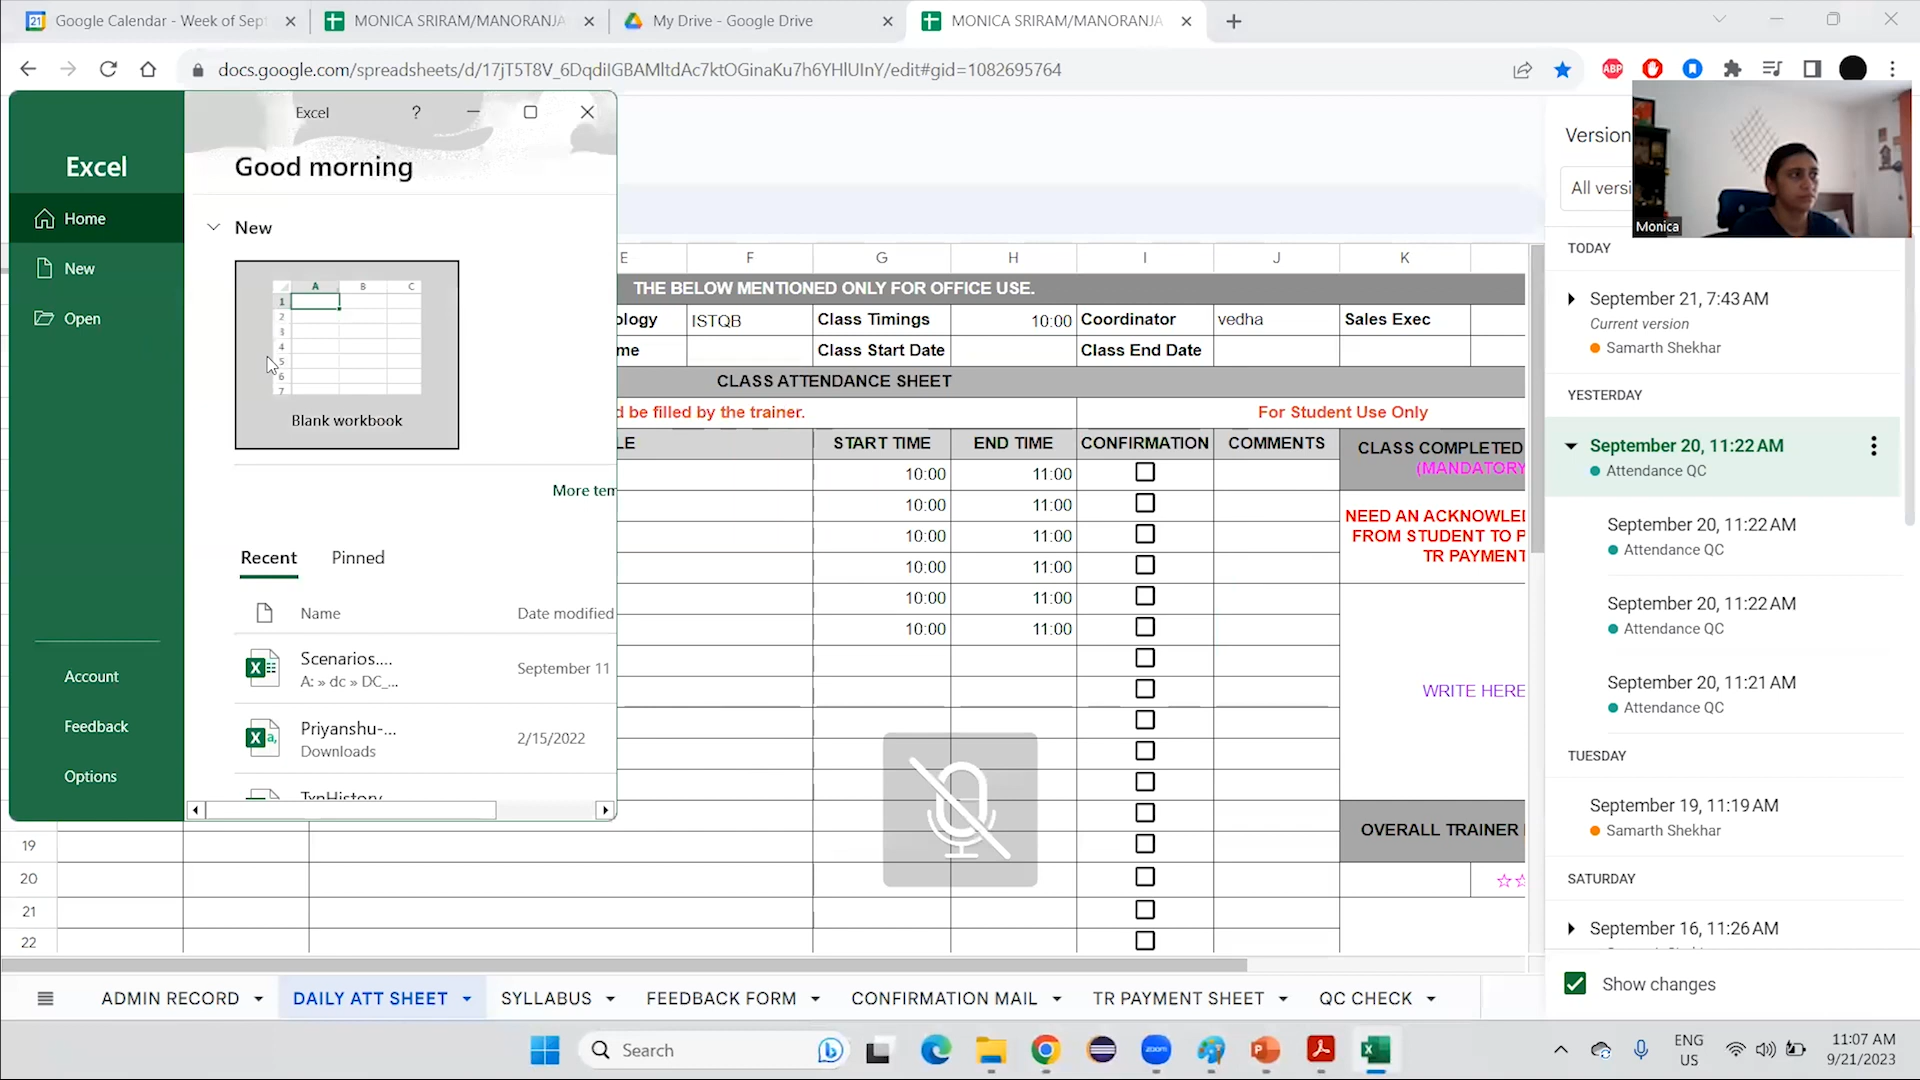 Google Calendar - Week of Sept
MONICA SRIRAM/MANORANJA
My Drive - Google Drive
MONICA SRIRAM/MANORANJA
docs.google.com/spreadsheets/d/17jT5T8V_6DqdiIGBAMltdAc7ktOGinaKu7h6YHlUInY/edit#gid=1082695764
ABP
Excel
?
Excel
Good morning
Home
New
Open
New
A B C
1
2
3
4
5
6
7
Blank workbook
More tem
Recent Pinned
Name Date modified
Scenarios....
A: » dc » DC_...
September 11
Priyanshu-...
Downloads
2/15/2022
TxnHistory
Account
Feedback
Options
E F G H I J K
THE BELOW MENTIONED ONLY FOR OFFICE USE.
ology ISTQB Class Timings 10:00 Coordinator vedha Sales Exec
me Class Start Date Class End Date
CLASS ATTENDANCE SHEET
d be filled by the trainer. For Student Use Only
LE START TIME END TIME CONFIRMATION COMMENTS CLASS COMPLETED
(MANDATORY
10:00 11:00
10:00 11:00
10:00 11:00
10:00 11:00
10:00 11:00
10:00 11:00
NEED AN ACKNOWLE
FROM STUDENT TO P
TR PAYMENT
WRITE HERE
OVERALL TRAINER
19
20
21
22
Version
All versi
Monica
TODAY
September 21, 7:43 AM
Current version
Samarth Shekhar
YESTERDAY
September 20, 11:22 AM
Attendance QC
September 20, 11:22 AM
Attendance QC
September 20, 11:22 AM
Attendance QC
September 20, 11:21 AM
Attendance QC
TUESDAY
September 19, 11:19 AM
Samarth Shekhar
SATURDAY
September 16, 11:26 AM
Show changes
ADMIN RECORD DAILY ATT SHEET SYLLABUS FEEDBACK FORM CONFIRMATION MAIL TR PAYMENT SHEET QC CHECK
Search
zoom
ENG
US
11:07 AM
9/21/2023